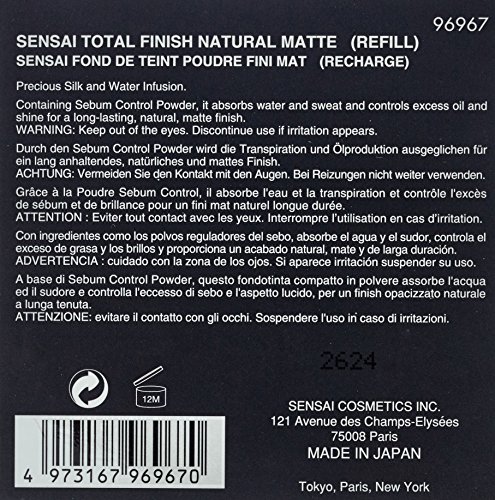 96967
SENSAI TOTAL FINISH NATURAL MATTE (REFILL)
SENSAI FOND DE TEINT POUDRE FINI MAT (RECHARGE)
Precious Silk and Water Infusion.
Containing Sebum Control Powder, it absorbs water and sweat and controls excess oil and
shine for a long-lasting, natural, matte finish.
WARNING: Keep out of the eyes. Discontinue use if irritation appears.
Durch den Sebum Control Powder wird die Transpiration und Ölproduktion ausgeglichen für
ein lang anhaltendes, natürliches und mattes Finish.
ACHTUNG: Vermeiden Sie den Kontakt mit den Augen. Bei Reizungen nicht weiter verwenden.
Grâce à la Poudre Sebum Control, il absorbe l'eau et la transpiration et contrôle l'excès
de sébum et de brillance pour un fini mat naturel longue durée.
ATTENTION : Eviter tout contact avec les yeux. Interrompre l'utilisation en cas d'irritation.
Con ingredientes como los polvos reguladores del sebo, absorbe el agua y el sudor, controla el
exceso de grasa y los brillos y proporciona un acabado natural, mate y de larga duración.
ADVERTENCIA : cuidado con la zona de los ojos. Si aparece irritación suspender su uso.
A base di Sebum Control Powder, questo fondotinta compatto in polvere assorbe l'acqua
ed il sudore e controlla l'eccesso di sebo e l'aspetto lucido, per un finish opacizzato naturale
a lunga tenuta.
ATTENZIONE: evitare il contatto con gli occhi. Sospendere l'uso in caso di irritazioni.
2624
12M
SENSAI COSMETICS INC.
121 Avenue des Champs-Elysées
75008 Paris
MADE IN JAPAN
4 973167 969670
Tokyo, Paris, New York